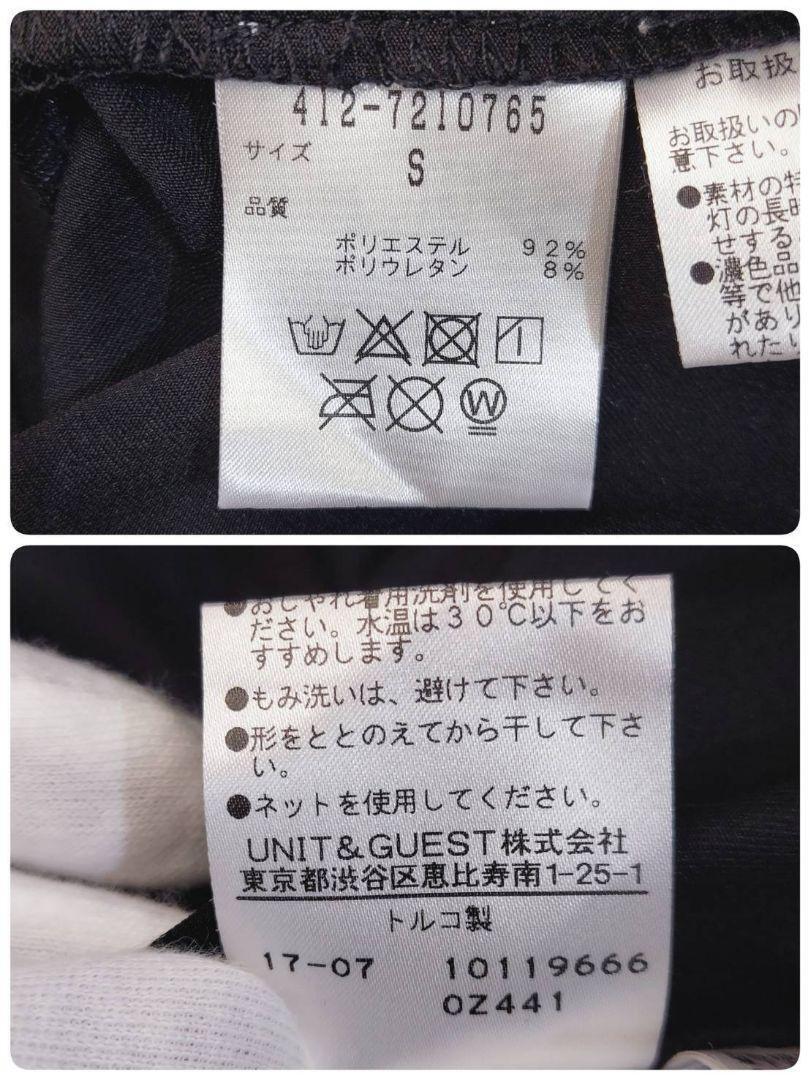 412-7210765
サイズ
S
品質
ポリエステル 92%
ポリウレタン 8%
お取扱
お取扱いの
意下さい。
●素材の特
灯の長時
せする
●濃色品
等で他
があり
れたい
●おしゃれ着用洗剤を使用してく
ださい。水温は30℃以下をお
すすめします。
●もみ洗いは、避けて下さい。
●形をととのえてから干して下さ
い。
●ネットを使用してください。
UNIT&GUEST株式会社
東京都渋谷区恵比寿南1-25-1
トルコ製
17-07 10119666
0Z441